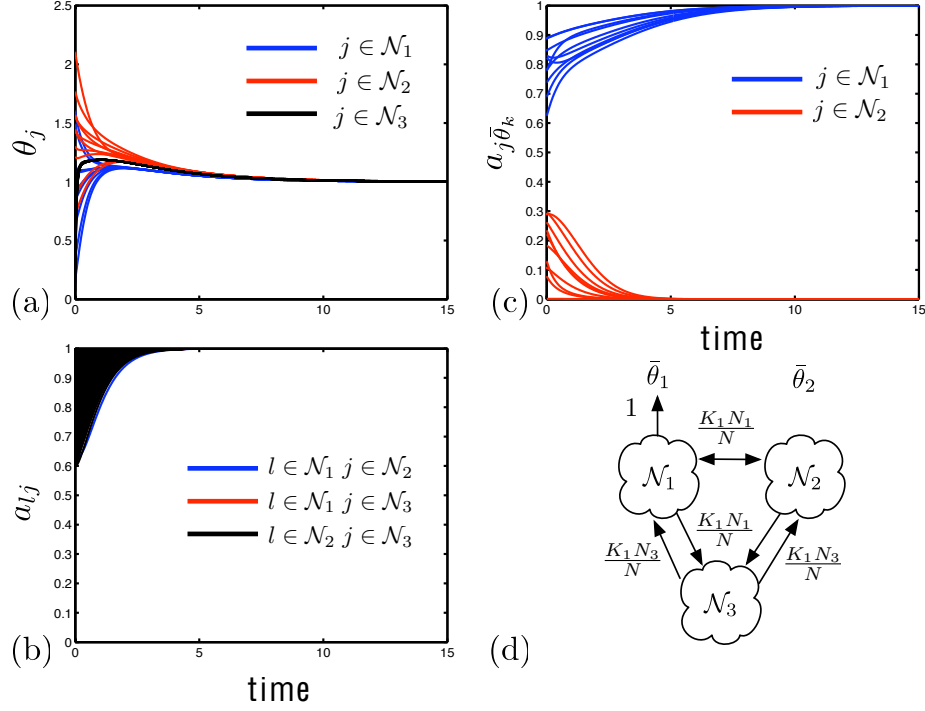 2.5
2
1.5
1
0.5
0
0 5 10 15
θ_j
j ∈ N_1
j ∈ N_2
j ∈ N_3
(a)
1
0.9
0.8
0.7
0.6
0.5
0.4
0.3
0.2
0.1
0
0 5 10 15
a_{jθ̄_k}
j ∈ N_1
j ∈ N_2
(c)
time
1
0.9
0.8
0.7
0.6
0.5
0.4
0.3
0.2
0.1
0
0 5 10 15
a_{lj}
l ∈ N_1 j ∈ N_2
l ∈ N_1 j ∈ N_3
l ∈ N_2 j ∈ N_3
(b)
time
θ̄_1 θ̄_2
1
K_1N_1/N
N_1 N_2
K_1N_1/N
K_1N_3/N K_1N_3/N
N_3
(d)